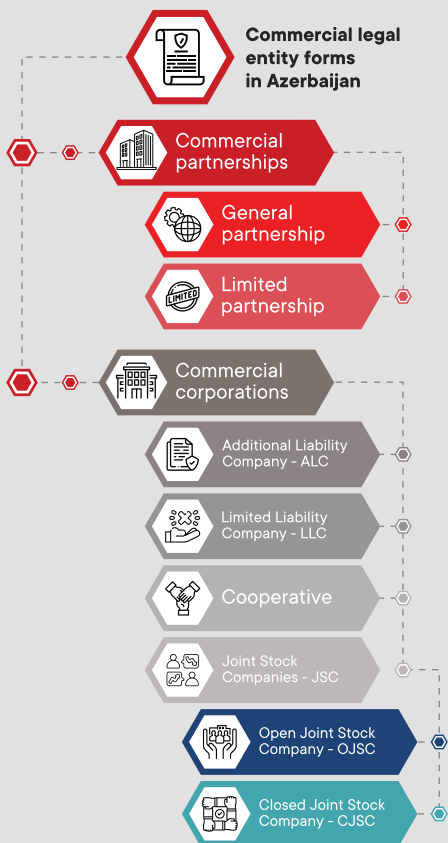 Commercial legal
entity forms
in Azerbaijan
Commercial
partnerships
General
partnership
LIMITED
Limited
partnership
Commercial
corporations
Additional Liability
Company - ALC
Limited Liability
Company - LLC
Cooperative
Joint Stock
Companies - JSC
Open Joint Stock
Company - OJSC
Closed Joint Stock
Company - CJSC